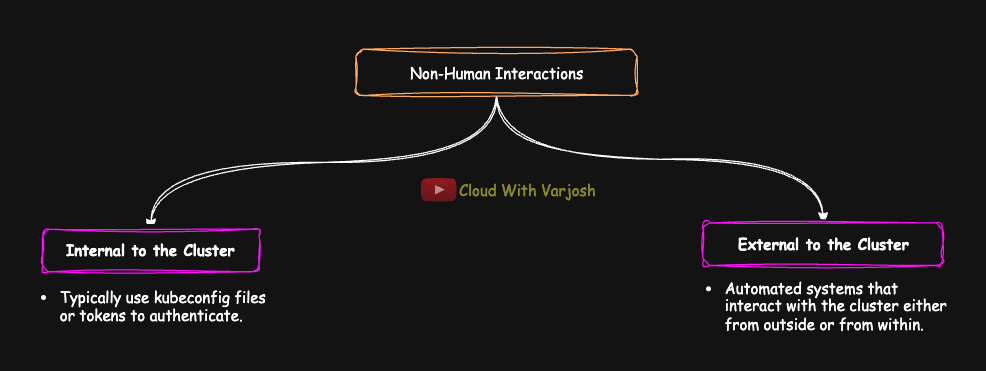 Non-Human Interactions
Cloud With Varjosh
Internal to the Cluster
External to the Cluster
• Typically use kubeconfig files
or tokens to authenticate.
• Automated systems that
interact with the cluster either
from outside or from within.